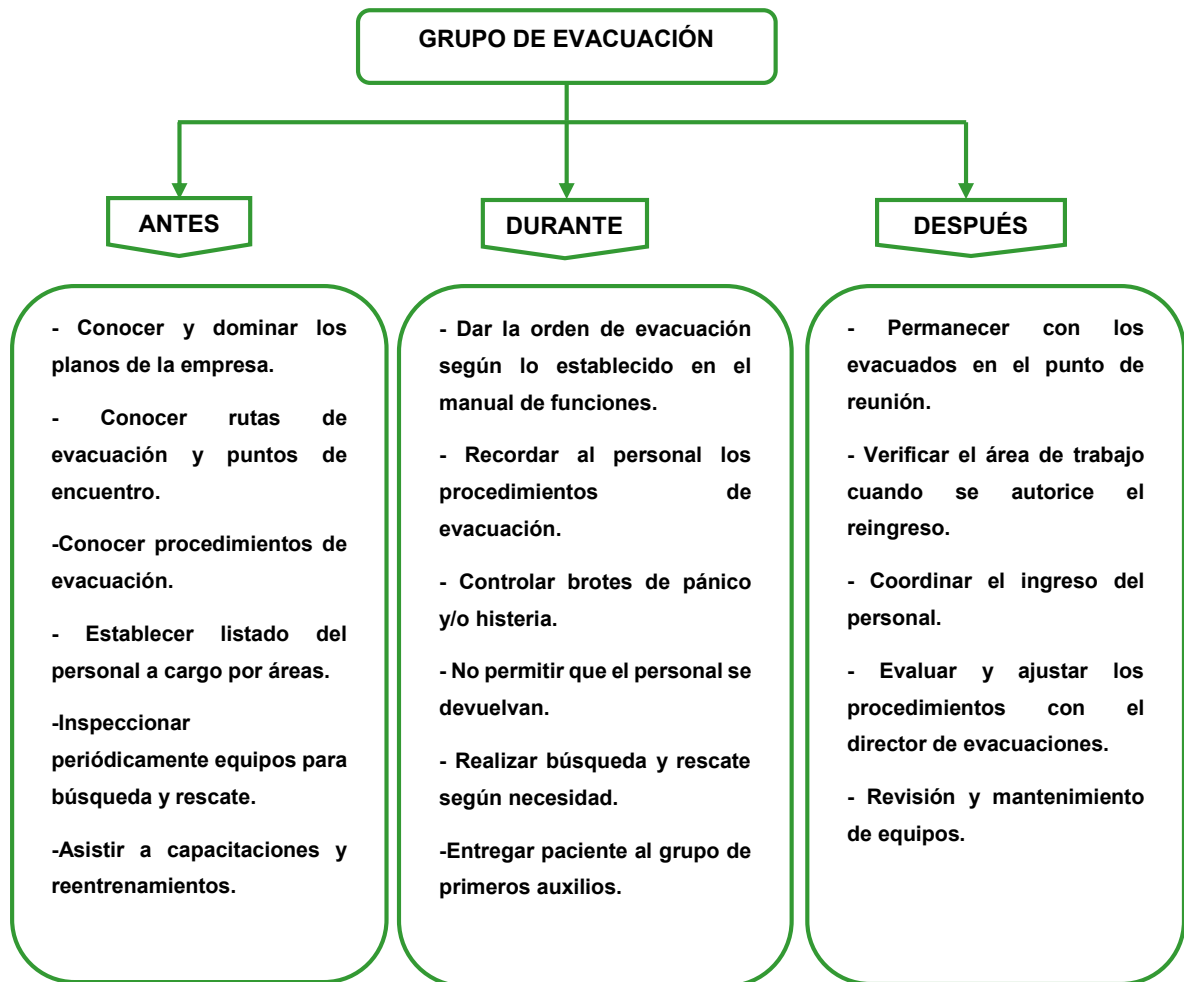 GRUPO DE EVACUACIÓN
ANTES
- Conocer y dominar los
planos de la empresa.
- Conocer rutas de
evacuación y puntos de
encuentro.
-Conocer procedimientos de
evacuación.
- Establecer listado del
personal a cargo por áreas.
-Inspeccionar
periódicamente equipos para
búsqueda y rescate.
-Asistir a capacitaciones y
reentrenamientos.
DURANTE
- Dar la orden de evacuación
según lo establecido en el
manual de funciones.
- Recordar al personal los
procedimientos de
evacuación.
- Controlar brotes de pánico
y/o histeria.
- No permitir que el personal se
devuelvan.
- Realizar búsqueda y rescate
según necesidad.
-Entregar paciente al grupo de
primeros auxilios.
DESPUÉS
- Permanecer con los
evacuados en el punto de
reunión.
- Verificar el área de trabajo
cuando se autorice el
reingreso.
- Coordinar el ingreso del
personal.
- Evaluar y ajustar los
procedimientos con el
director de evacuaciones.
- Revisión y mantenimiento
de equipos.